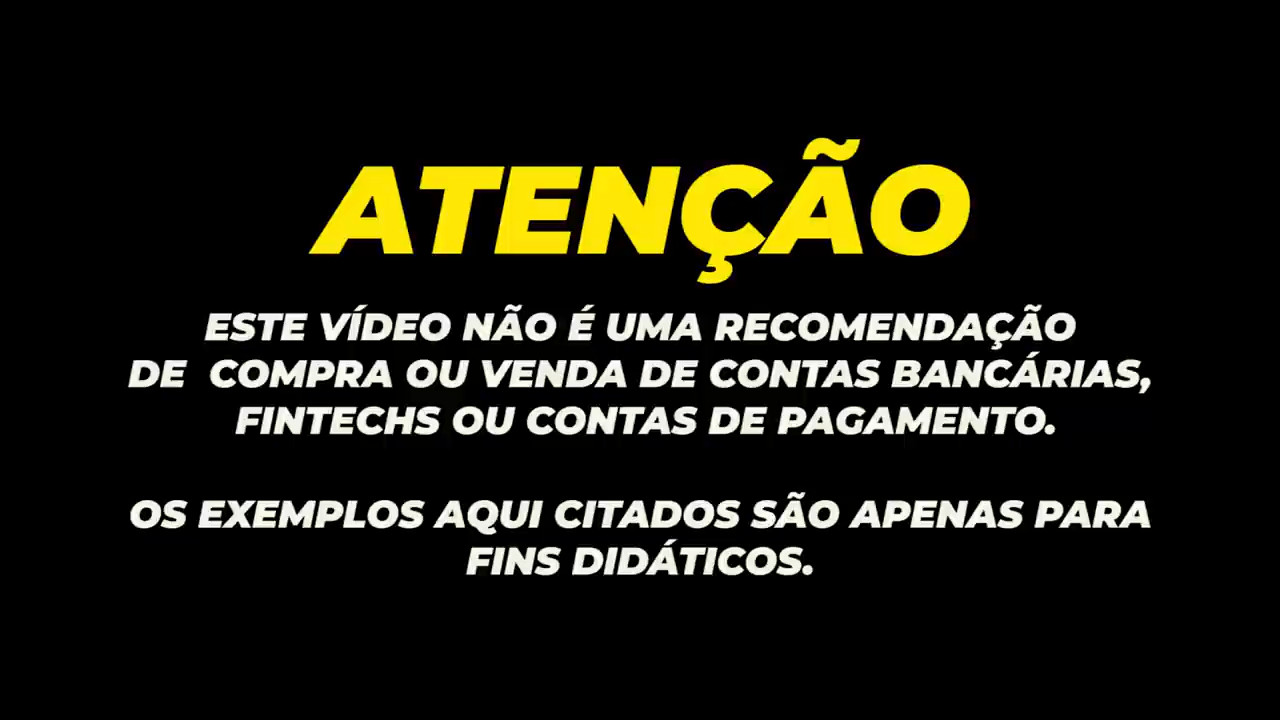 ATENÇÃO
ESTE VÍDEO NÃO É UMA RECOMENDAÇÃO
DE COMPRA OU VENDA DE CONTAS BANCÁRIAS,
FINTECHS OU CONTAS DE PAGAMENTO.
OS EXEMPLOS AQUI CITADOS SÃO APENAS PARA
FINS DIDÁTICOS.